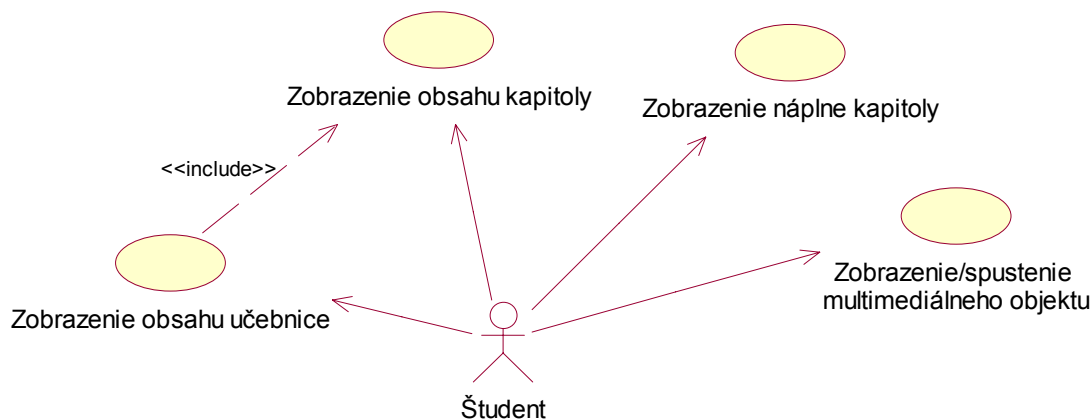 Zobrazenie obsahu kapitoly
Zobrazenie náplne kapitoly
<<include>>
Zobrazenie/spustenie
multimediálneho objektu
Zobrazenie obsahu učebnice
Študent